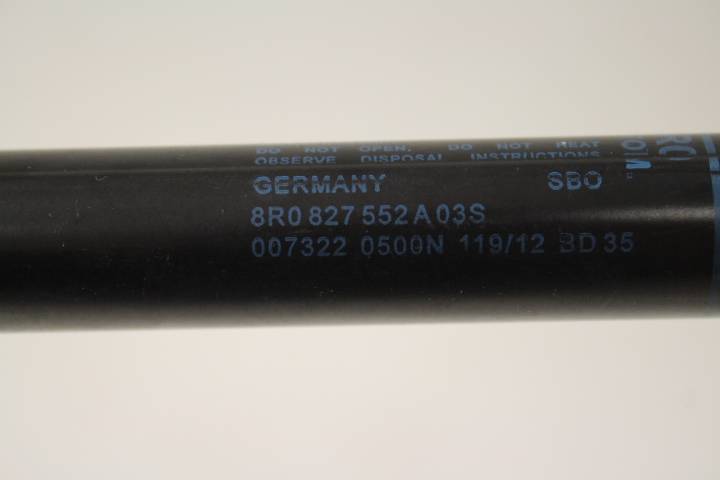 DO NOT OPEN. DO NOT HEAT
OBSERVE DISPOSAL INSTRUCTIONS
GERMANY SBO
8R0 827 552 A 03S
007322 0500N 119/12 BD 35